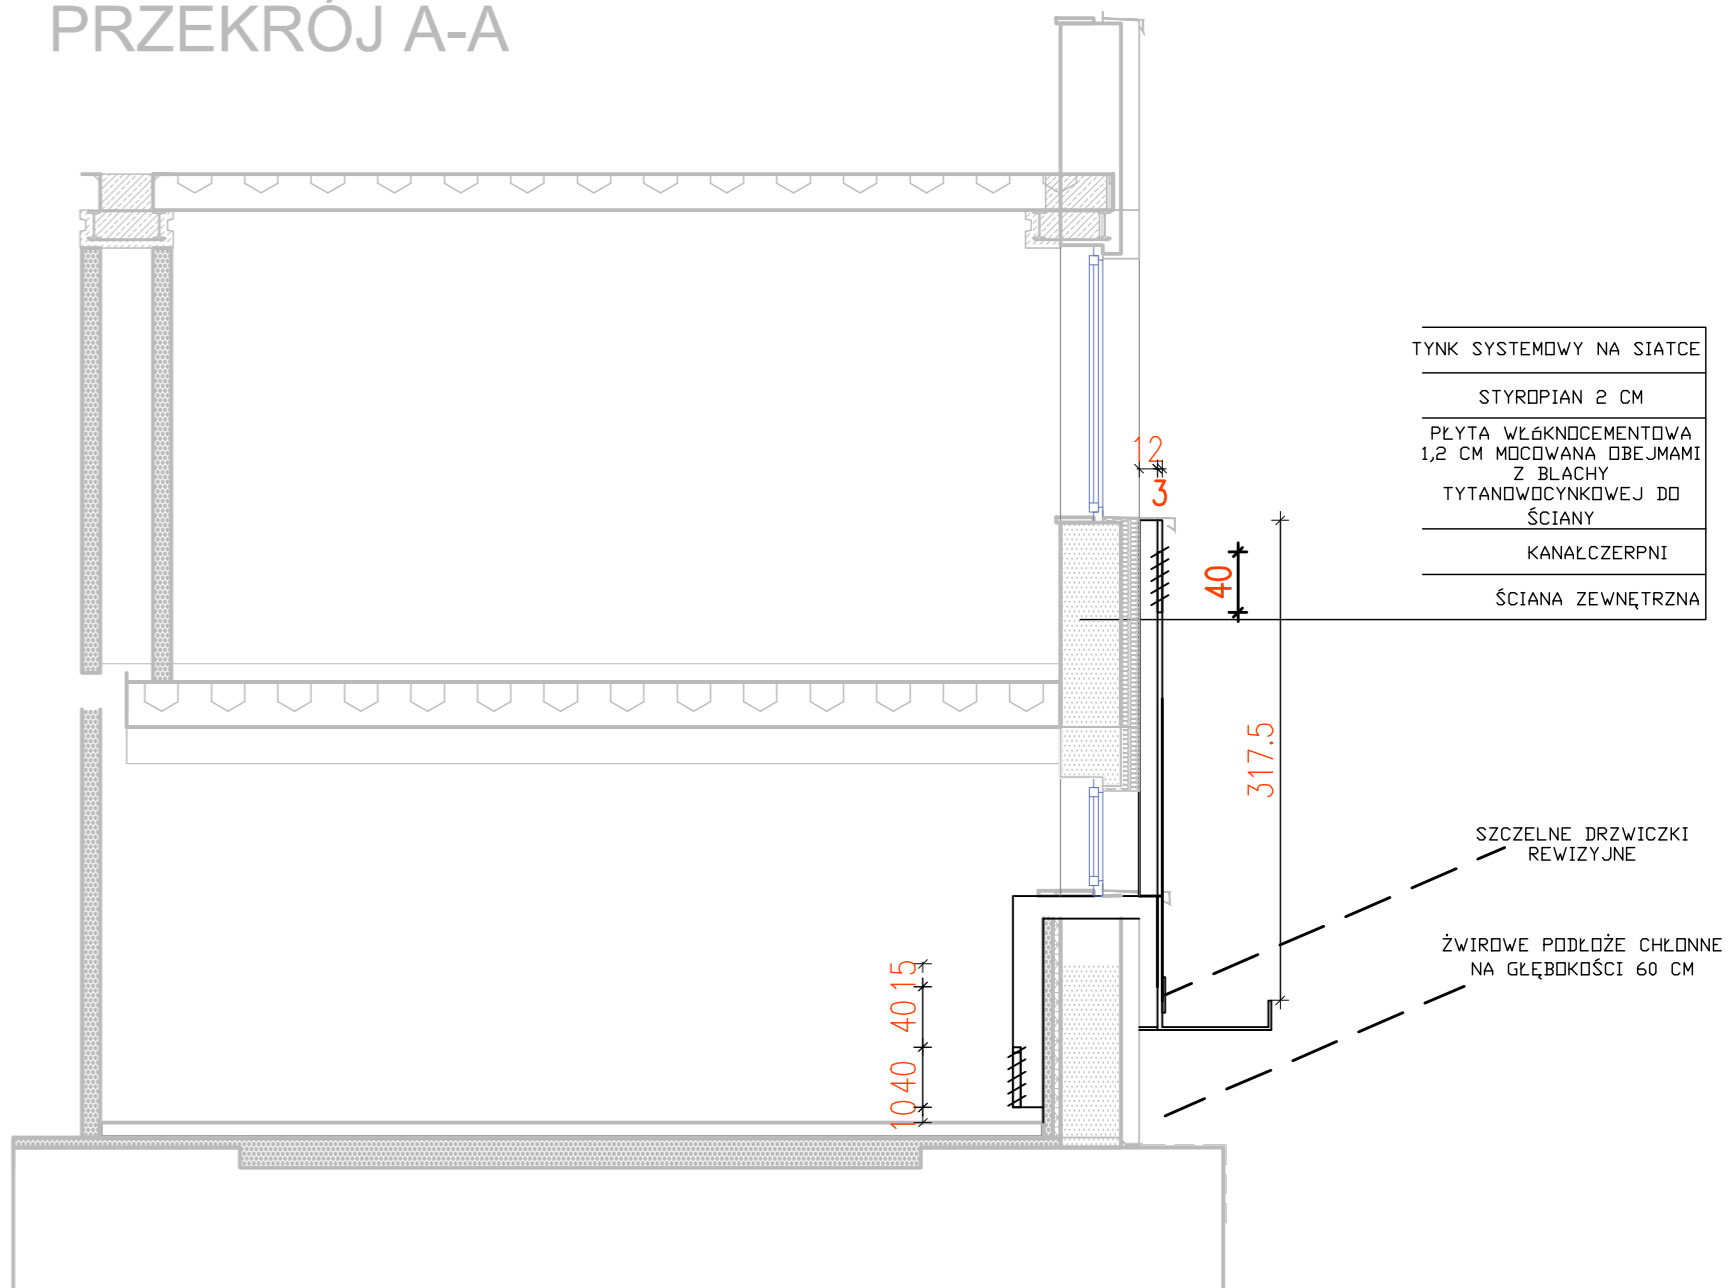 PRZEKRÓJ A-A
TYNK SYSTEMOWY NA SIATCE
STYROPIAN 2 CM
PŁYTA WŁóKNOCEMENTOWA
1,2 CM MOCOWANA OBEJMAMI
Z BLACHY
TYTANOWOCYNKOWEJ DO
ŚCIANY
KANAŁCZERPNI
ŚCIANA ZEWNĘTRZNA
12
3
40
317.5
SZCZELNE DRZWICZKI
REWIZYJNE
ŻWIROWE PODŁOŻE CHŁONNE
NA GŁĘBOKOŚCI 60 CM
15
40
40
10